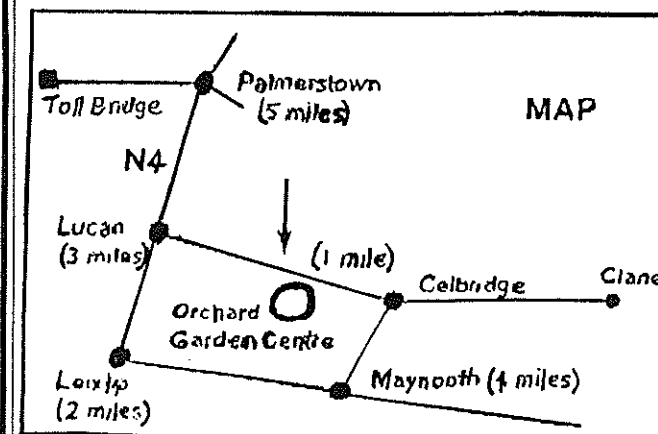 Palmerstown
(5 miles)
MAP
Toll Bridge
N4
Lucan
(3 miles)
(1 mile)
Celbridge
Clane
Orchard
Garden Centre
Leixlip
(2 miles)
Maynooth (4 miles)